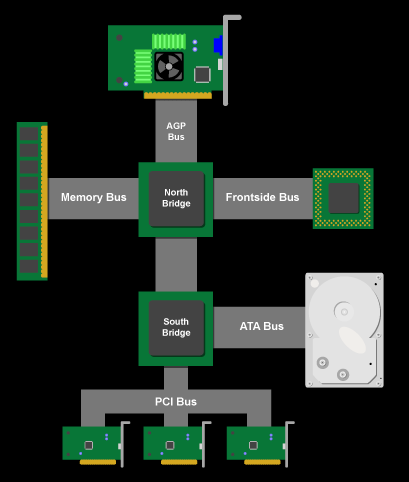 AGP
Bus
Memory Bus
North
Bridge
Frontside Bus
South
Bridge
ATA Bus
PCI Bus